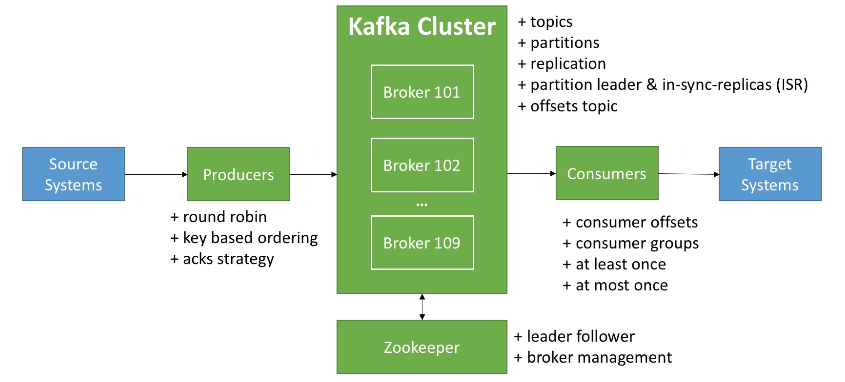 Kafka Cluster
+ topics
+ partitions
+ replication
+ partition leader & in-sync-replicas (ISR)
+ offsets topic
Broker 101
Broker 102
...
Broker 109
Source
Systems
Producers
+ round robin
+ key based ordering
+ acks strategy
Consumers
+ consumer offsets
+ consumer groups
+ at least once
+ at most once
Target
Systems
Zookeeper
+ leader follower
+ broker management